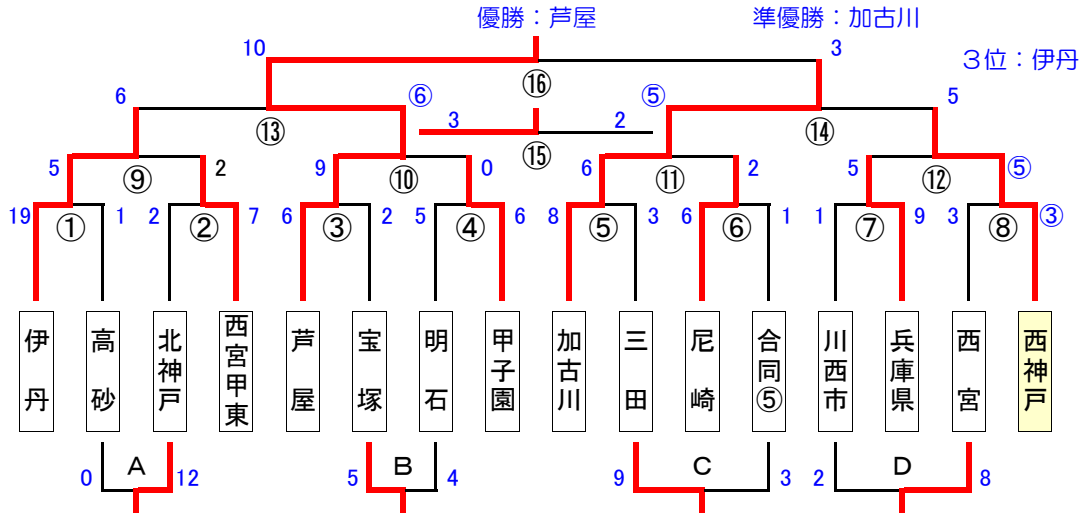 優勝：芦屋 準優勝：加古川
10 3
３位：伊丹
⑯
6 ⑥ ⑤ 5
3 2
⑬ ⑭
⑮
5 2 9 0 6 2 5 ⑤
⑨ ⑩ ⑪ ⑫
19 1 2 7 6 2 5 6 8 3 6 1 1 9 3 ③
① ② ③ ④ ⑤ ⑥ ⑦ ⑧
伊丹
高砂
北神戸
西宮甲東
芦屋
宝塚
明石
甲子園
加古川
三田
尼崎
合同⑤
川西市
兵庫県
西宮
西神戸
A B C D
0 12 5 4 9 3 2 8